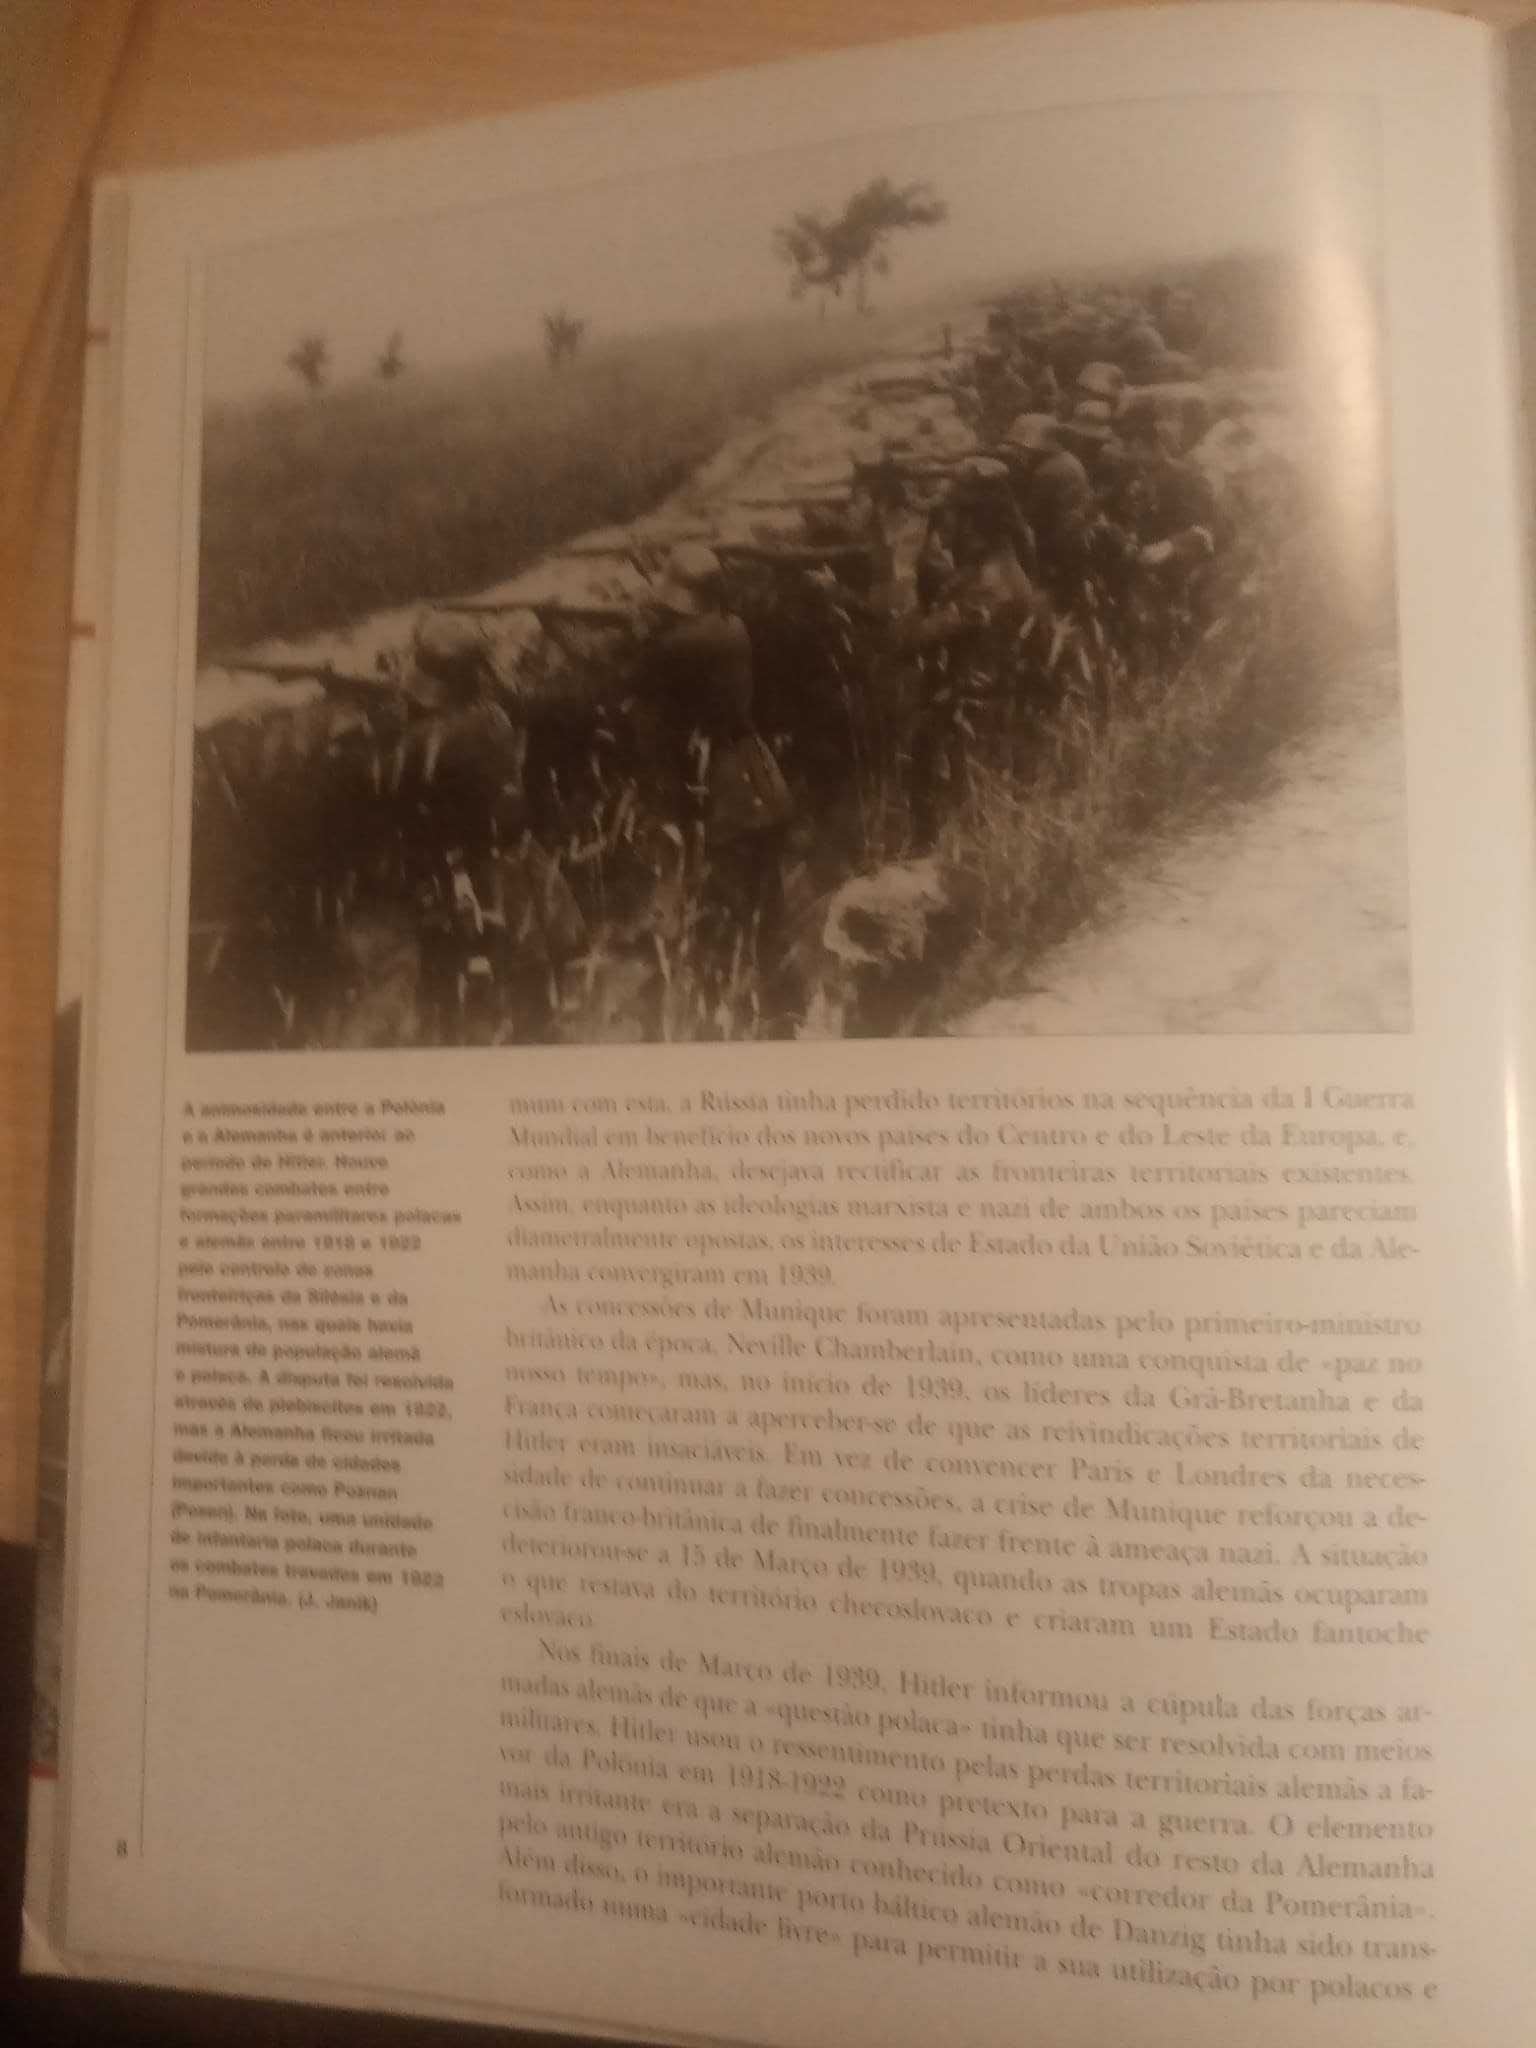 A animosidade entre a Polónia
e a Alemanha é anterior ao
período de Hitler. Houve
grandes combates entre
formações paramilitares polacas
e alemãs entre 1918 e 1922
pelo controlo de zonas
fronteiriças da Silésia e da
Pomerânia, nas quais havia
mistura de população alemã
e polaca. A disputa foi resolvida
através de plebiscites em 1922,
mas a Alemanha ficou irritada
devido à perda de cidades
importantes como Poznan
(Posen). Na foto, uma unidade
de infantaria polaca durante
os combates travados em 1922
na Pomerânia. (J. Janik)
8
mum com esta, a Rússia tinha perdido territórios na sequência da I Guerra
Mundial em benefício dos novos países do Centro e do Leste da Europa, e,
como a Alemanha, desejava rectificar as fronteiras territoriais existentes.
Assim, enquanto as ideologias marxista e nazi de ambos os países pareciam
diametralmente opostas, os interesses de Estado da União Soviética e da Ale-
manha convergiram em 1939.
As concessões de Munique foram apresentadas pelo primeiro-ministro
britânico da época, Neville Chamberlain, como uma conquista de «paz no
nosso tempo», mas, no início de 1939, os líderes da Grã-Bretanha e da
França começaram a aperceber-se de que as reivindicações territoriais de
Hitler eram insaciáveis. Em vez de convencer Paris e Londres da neces-
sidade de continuar a fazer concessões, a crise de Munique reforçou a de-
cisão franco-britânica de finalmente fazer frente à ameaça nazi. A situação
deteriorou-se a 15 de Março de 1939, quando as tropas alemãs ocuparam
o que restava do território checoslovaco e criaram um Estado fantoche
eslovaco.
Nos finais de Março de 1939, Hitler informou a cúpula das forças ar-
madas alemãs de que a «questão polaca» tinha que ser resolvida com meios
militares. Hitler usou o ressentimento pelas perdas territoriais alemãs a fa-
vor da Polónia em 1918-1922 como pretexto para a guerra. O elemento
mais irritante era a separação da Prússia Oriental do resto da Alemanha
pelo antigo território alemão conhecido como «corredor da Pomerânia».
Além disso, o importante porto báltico alemão de Danzig tinha sido trans-
formado numa «cidade livre» para permitir a sua utilização por polacos e